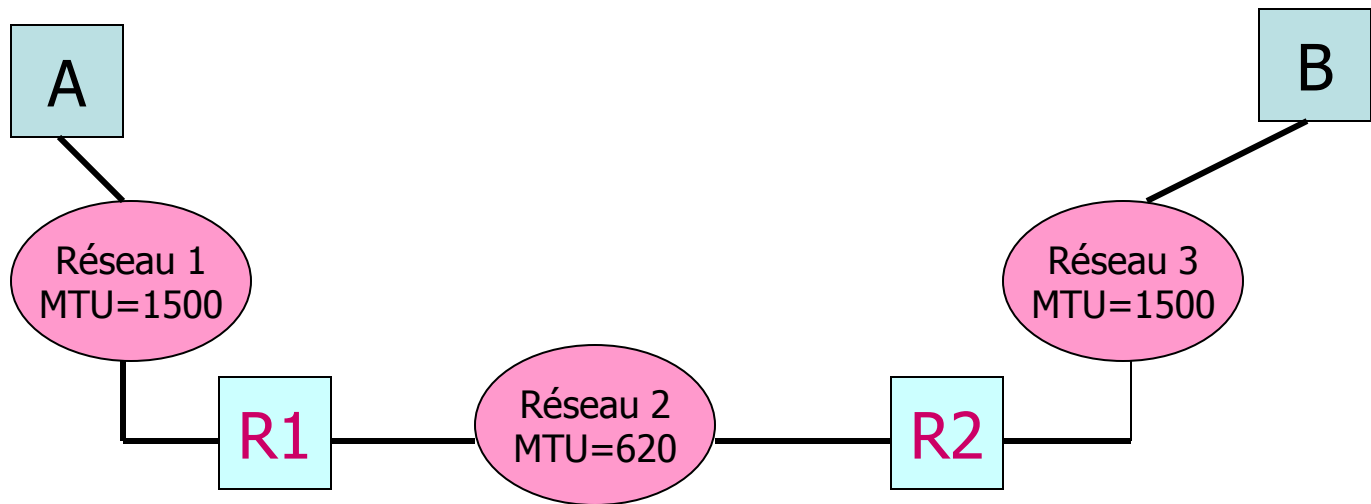 A
B
Réseau 1
MTU=1500
Réseau 3
MTU=1500
R1
Réseau 2
MTU=620
R2